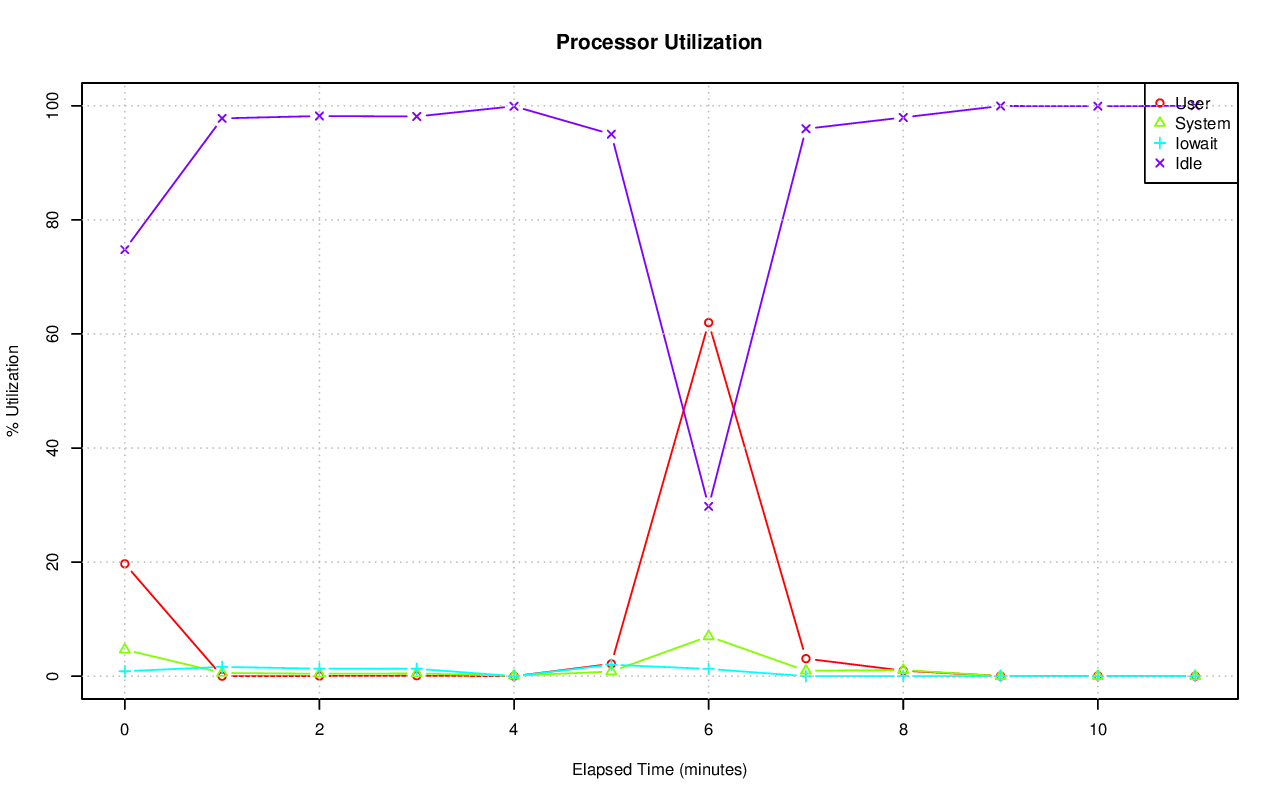 Processor Utilization
% Utilization
100
80
60
40
20
0
User
System
Iowait
Idle
0 2 4 6 8 10
Elapsed Time (minutes)